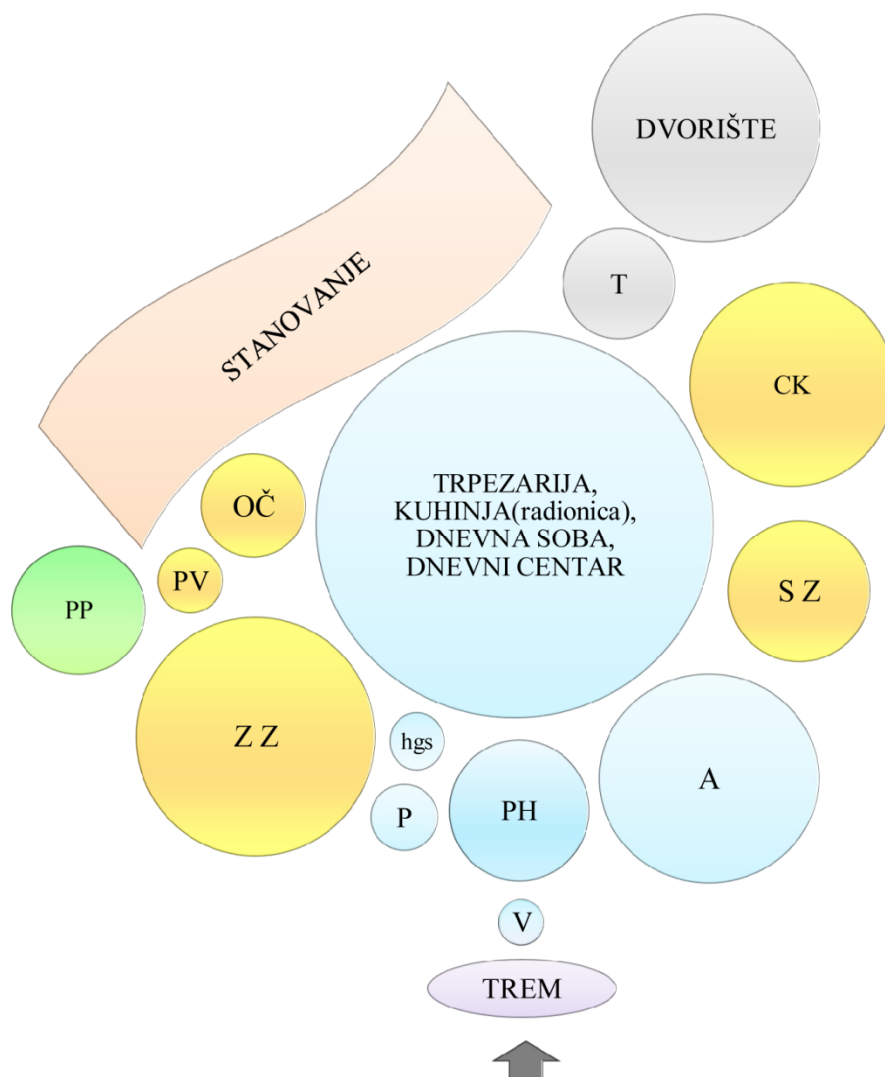 DVORIŠTE
T
STANOVANJE
CK
TRPEZARIJA,
KUHINJA(radionica),
DNEVNA SOBA,
DNEVNI CENTAR
OČ
PV
PP
S Z
Z Z
hgs
P
PH
A
V
TREM